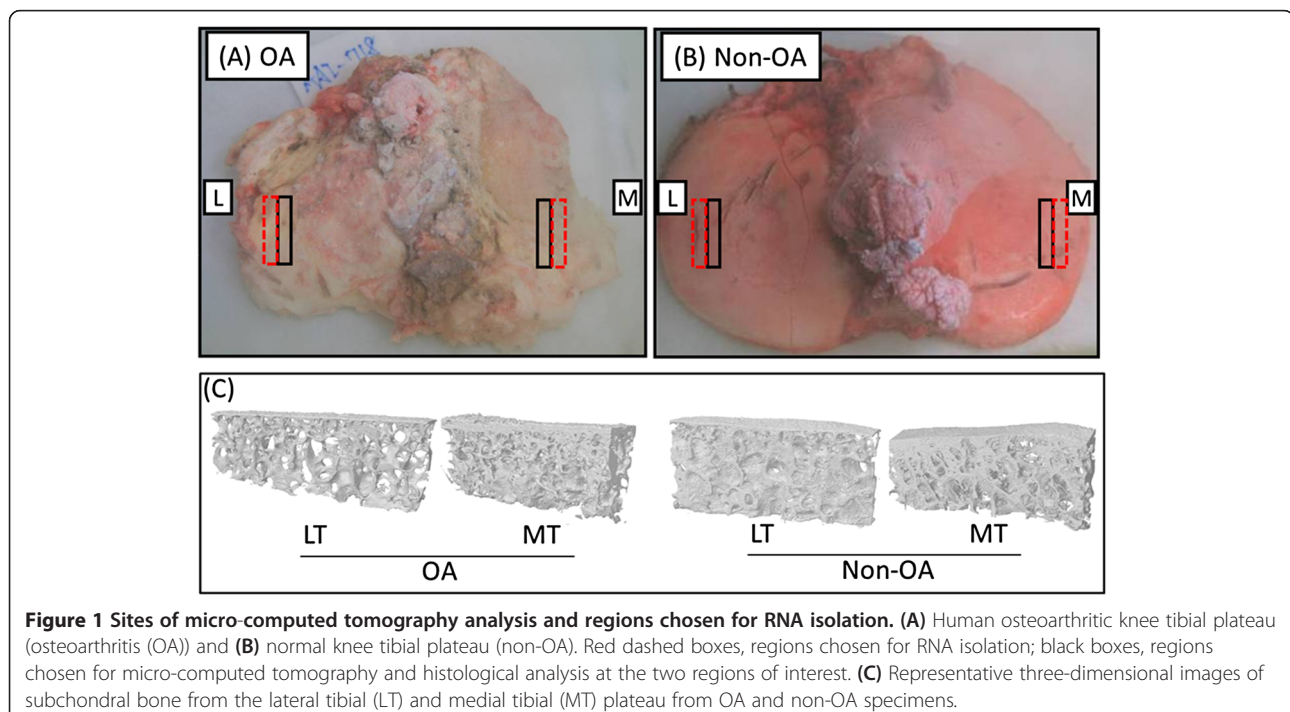 (A) OA
(B) Non-OA
L
M
L
M
(C)
LT
MT
LT
MT
OA
Non-OA
Figure 1 Sites of micro-computed tomography analysis and regions chosen for RNA isolation. (A) Human osteoarthritic knee tibial plateau
(osteoarthritis (OA)) and (B) normal knee tibial plateau (non-OA). Red dashed boxes, regions chosen for RNA isolation; black boxes, regions
chosen for micro-computed tomography and histological analysis at the two regions of interest. (C) Representative three-dimensional images of
subchondral bone from the lateral tibial (LT) and medial tibial (MT) plateau from OA and non-OA specimens.